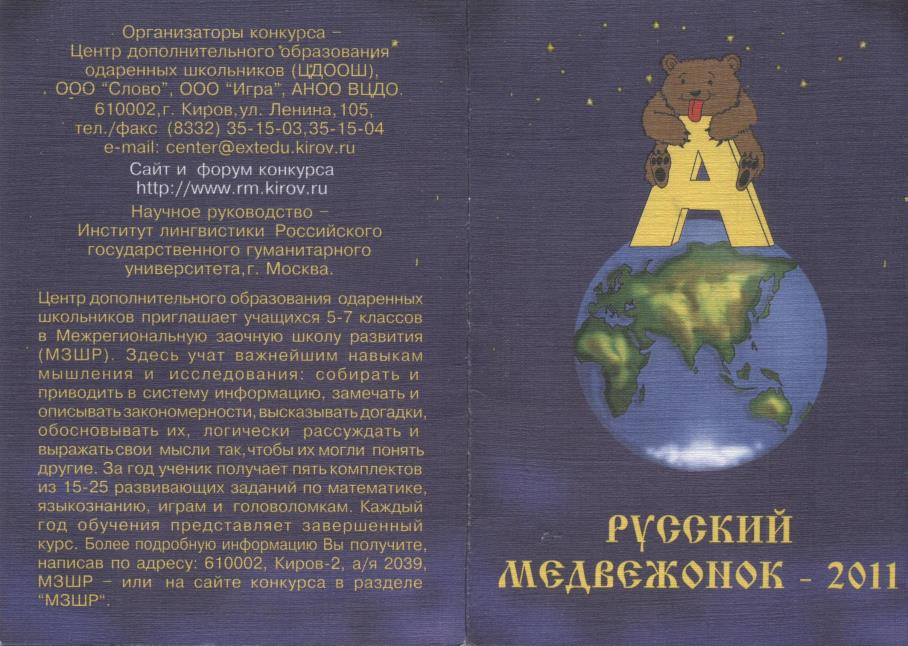 Организаторы конкурса –
Центр дополнительного образования
одаренных школьников (ЦДООШ),
ООО "Слово", ООО "Игра", АНОО ВЦДО.
610002,г. Киров,ул. Ленина,105,
тел./факс (8332) 35-15-03,35-15-04
e-mail: center@extedu.kirov.ru
Сайт и форум конкурса
http://www.rm.kirov.ru
Научное руководство –
Институт лингвистики Российского
государственного гуманитарного
университета,г. Москва.
Центр дополнительного образования одаренных
школьников приглашает учащихся 5-7 классов
в Межрегиональную заочную школу развития
(МЗШР). Здесь учат важнейшим навыкам
мышления и исследования: собирать и
приводить в систему информацию, замечать и
описывать закономерности, высказывать догадки,
обосновывать их, логически рассуждать и
выражать свои мысли так,чтобы их могли понять
другие. За год ученик получает пять комплектов
из 15-25 развивающих заданий по математике,
языкознанию, играм и головоломкам. Каждый
год обучения представляет завершенный
курс. Более подробную информацию Вы получите,
написав по адресу: 610002, Киров-2, а/я 2039,
МЗШР – или на сайте конкурса в разделе
"МЗШР".
А
РУССКИЙ
МЕДВЕЖОНОК - 2011